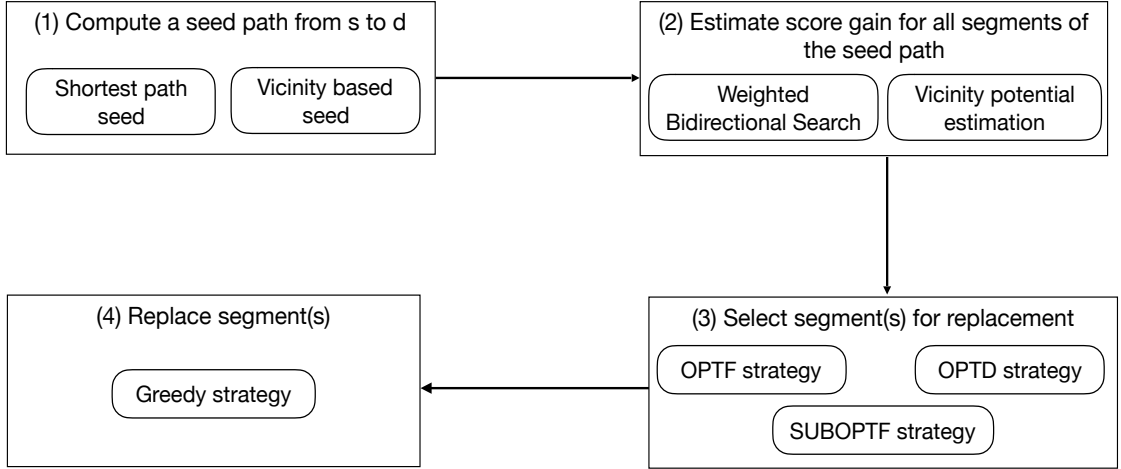 (1) Compute a seed path from s to d
Shortest path
seed
Vicinity based
seed
(2) Estimate score gain for all segments of
the seed path
Weighted
Bidirectional Search
Vicinity potential
estimation
(3) Select segment(s) for replacement
OPTF strategy
OPTD strategy
SUBOPTF strategy
(4) Replace segment(s)
Greedy strategy